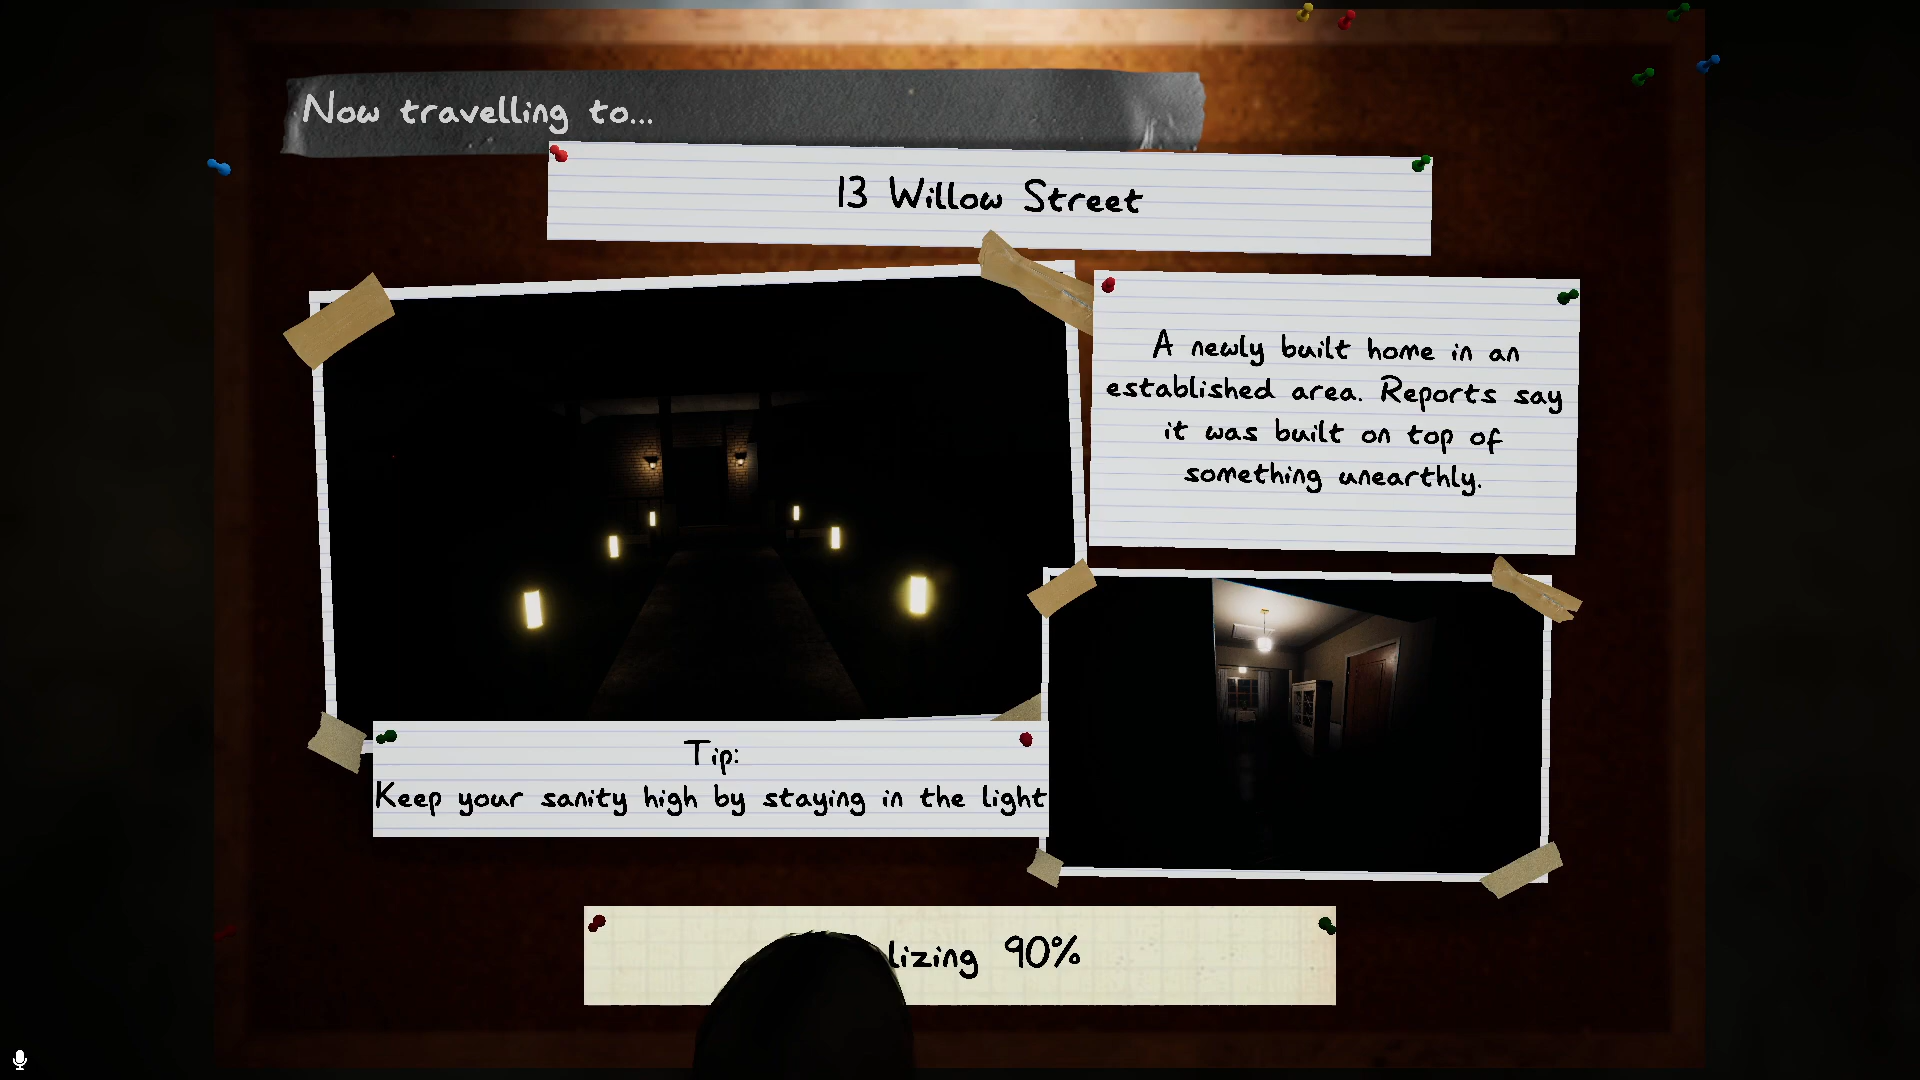 Now travelling to...
13 Willow Street
A newly built home in an
established area. Reports say
it was built on top of
something unearthly.
Tip:
Keep your sanity high by staying in the light
90%